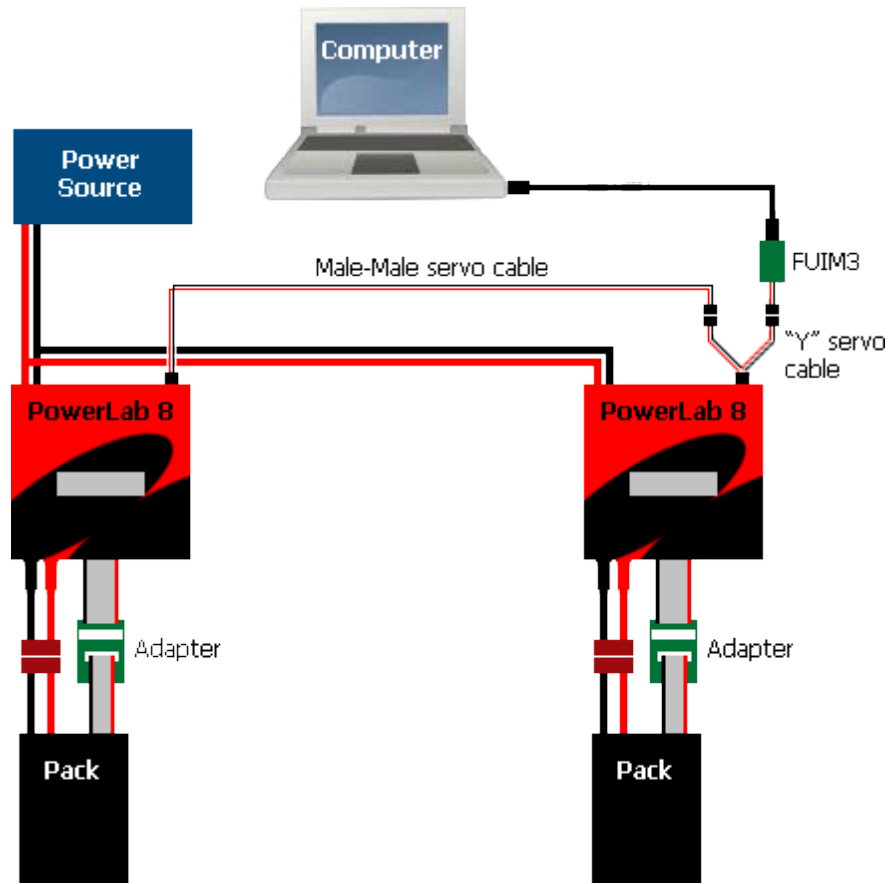 Computer
Power
Source
FUIM3
Male-Male servo cable
"Y" servo
cable
PowerLab 8
PowerLab 8
Adapter
Adapter
Pack
Pack